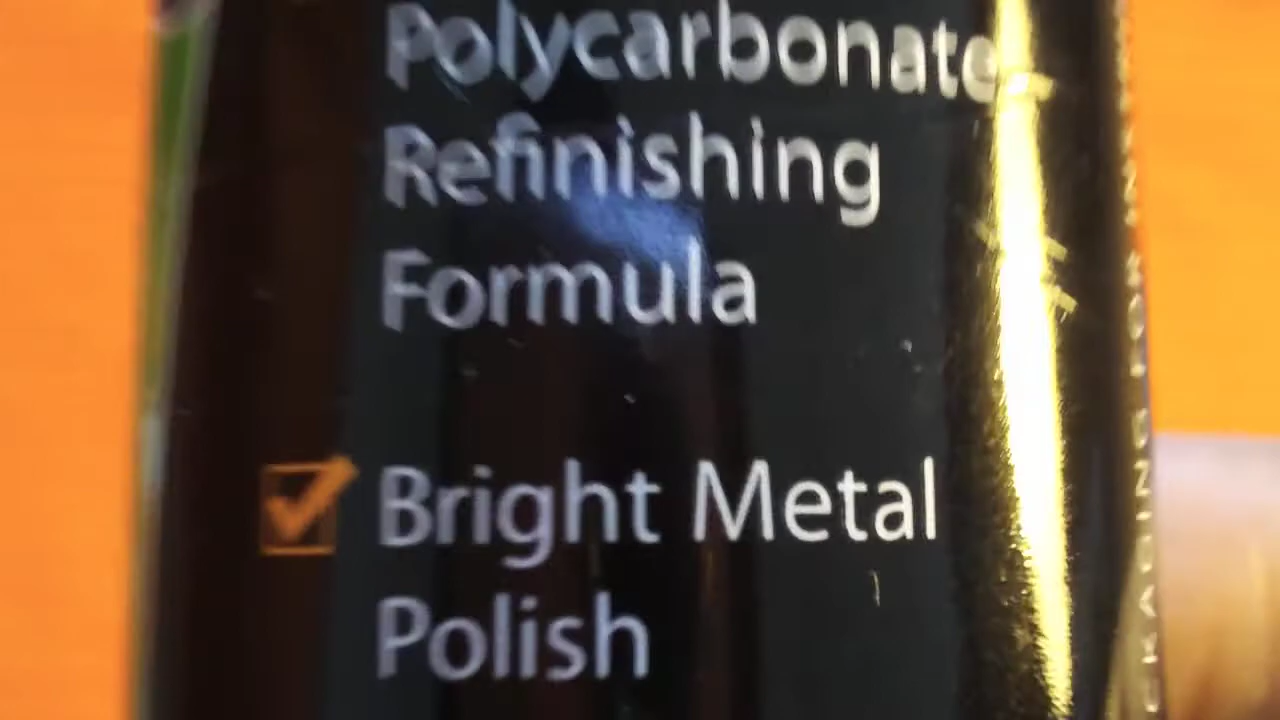 Polycarbonate
Refinishing
Formula
Bright Metal
Polish